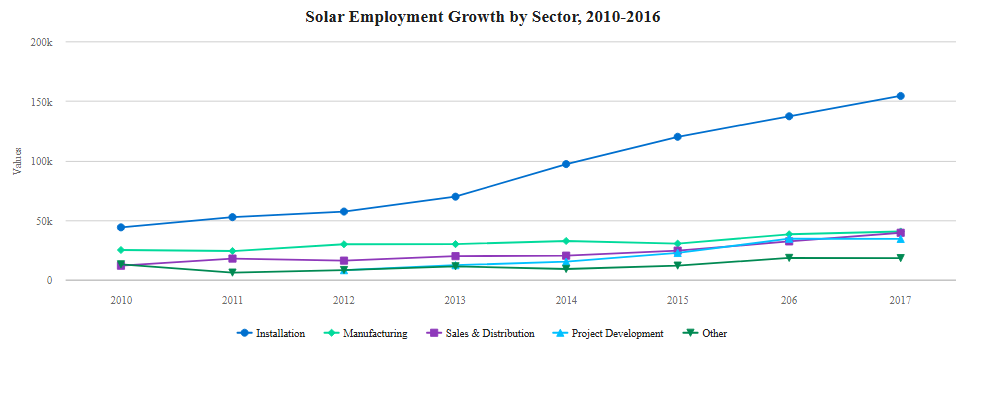 Solar Employment Growth by Sector, 2010-2016
200k
150k
100k
50k
0
Values
2010 2011 2012 2013 2014 2015 206 2017
Installation Manufacturing Sales & Distribution Project Development Other